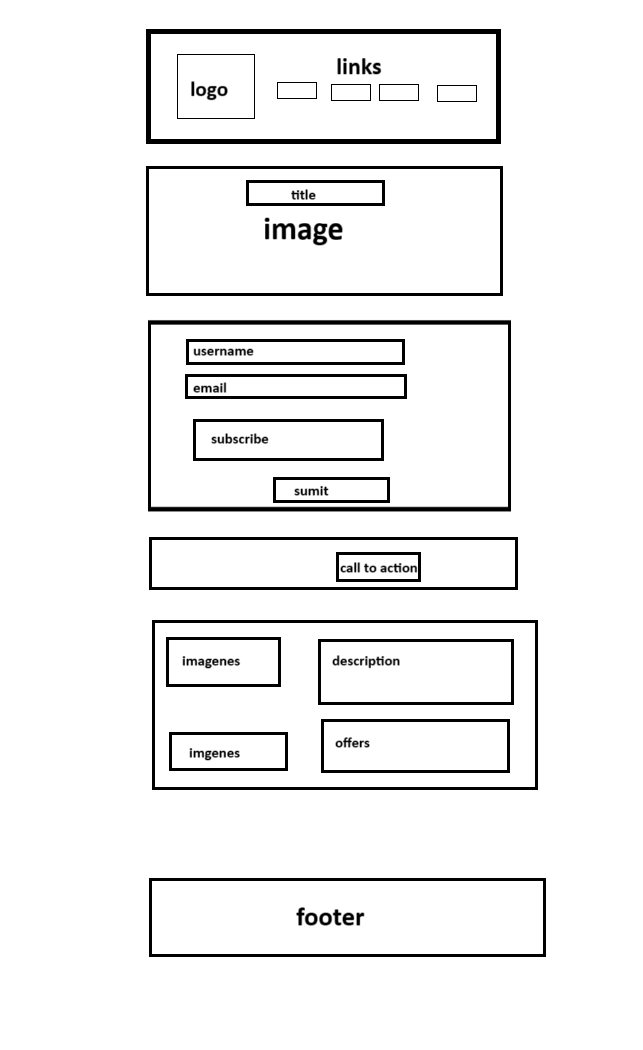 links
logo
title
image
username
email
subscribe
sumit
call to action
imagenes
description
imgenes
offers
footer